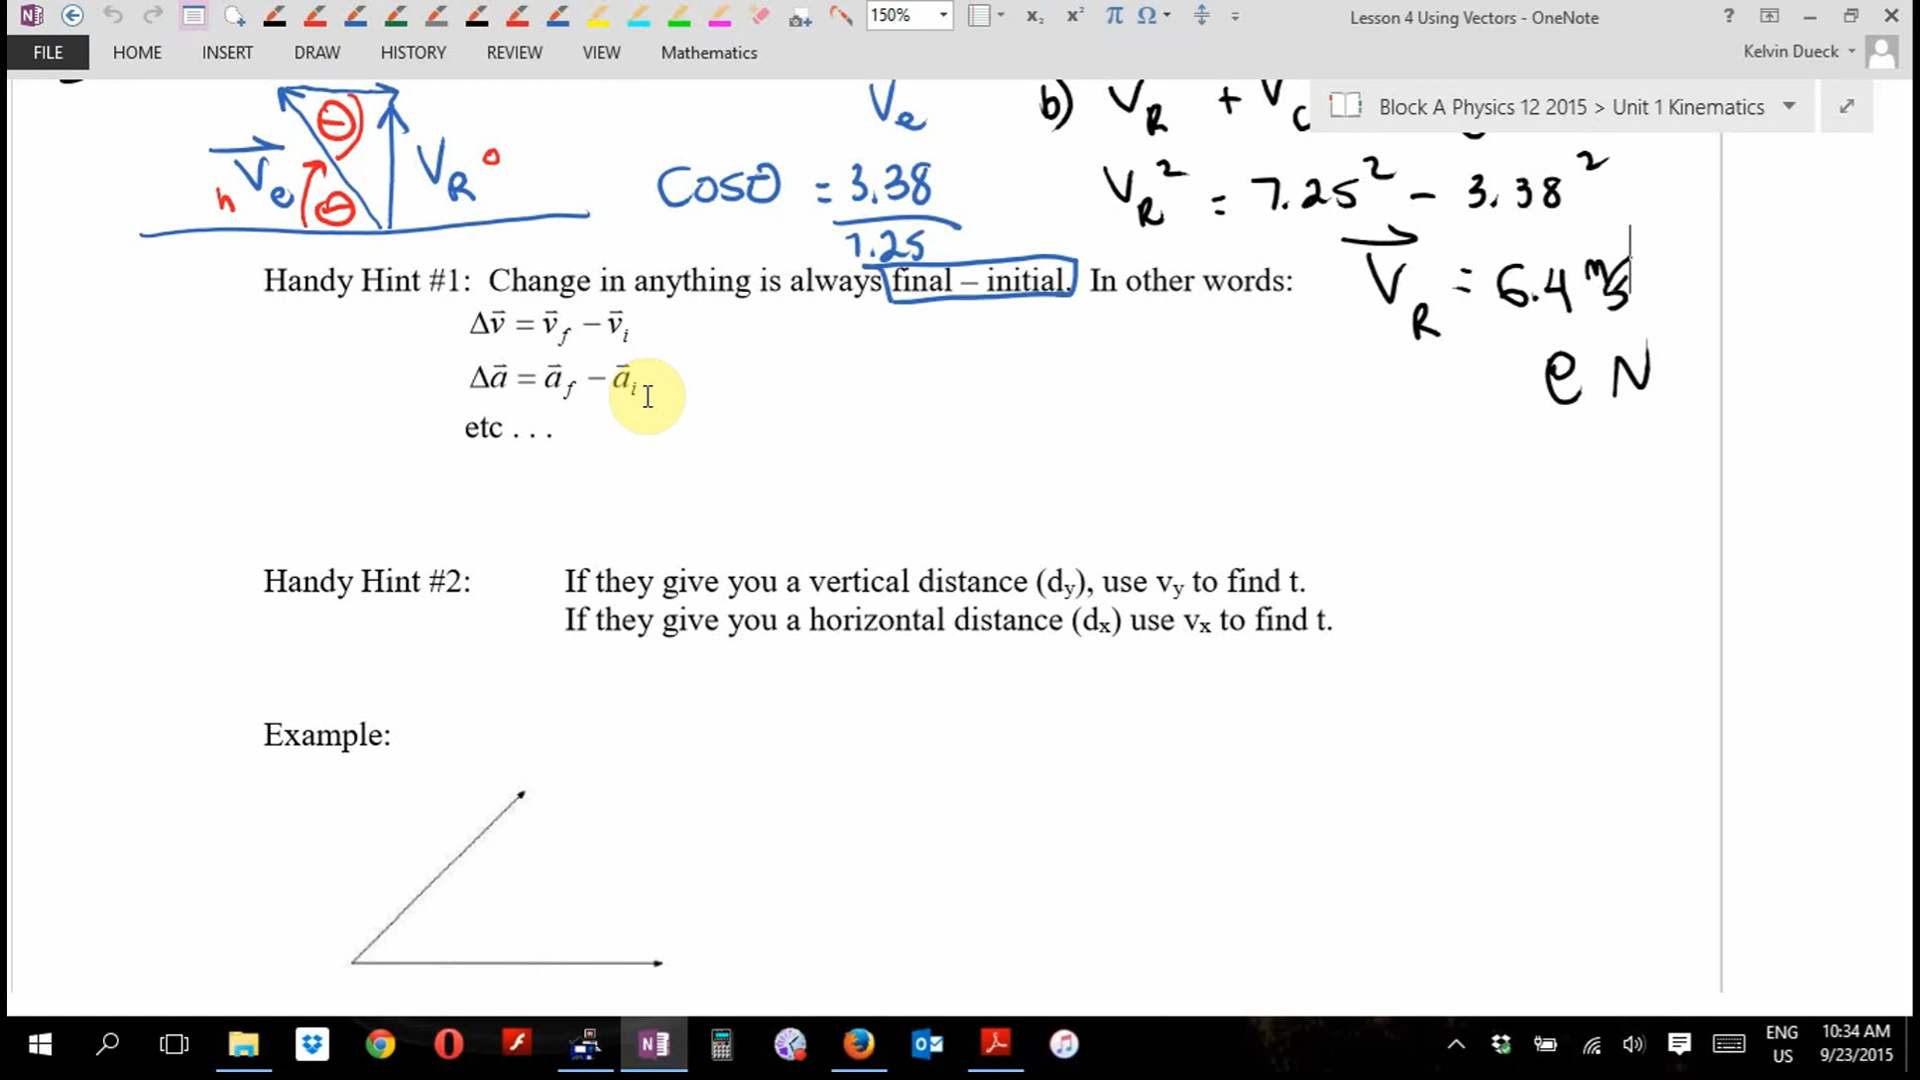 150%
x₂ x² π Ω
Lesson 4 Using Vectors - OneNote
?
FILE HOME INSERT DRAW HISTORY REVIEW VIEW Mathematics
Kelvin Dueck
Block A Physics 12 2015 > Unit 1 Kinematics
Θ
Ve
VR o
h
Θ
Ve
Cosθ = 3.38
7.25
b) VR + Vc
VR² = 7.25² - 3.38²
VR = 6.4 m/s
@ N
Handy Hint #1: Change in anything is always final – initial. In other words:
Δv⃗ = v⃗f − v⃗i
Δa⃗ = a⃗f − a⃗i
etc . . .
Handy Hint #2: If they give you a vertical distance (dy), use vy to find t.
If they give you a horizontal distance (dx) use vx to find t.
Example:
ENG
US
10:34 AM
9/23/2015